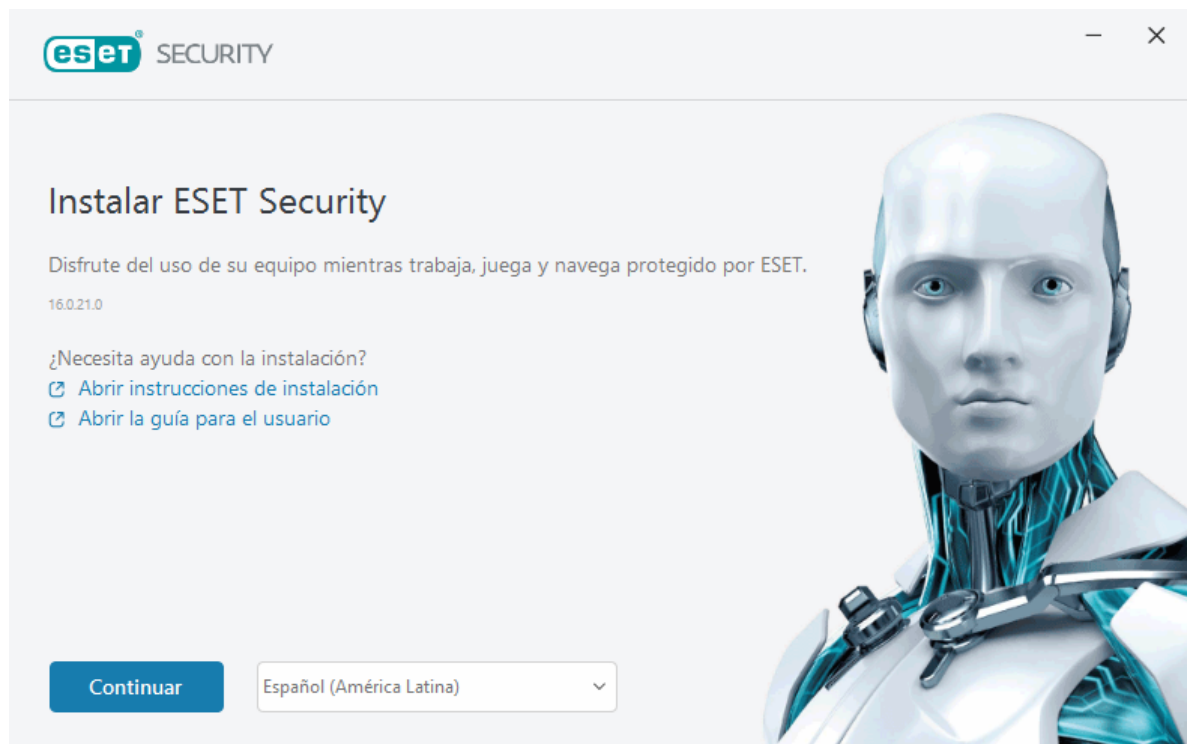 eset® SECURITY
Instalar ESET Security
Disfrute del uso de su equipo mientras trabaja, juega y navega protegido por ESET.
16.0.21.0
¿Necesita ayuda con la instalación?
Abrir instrucciones de instalación
Abrir la guía para el usuario
Continuar
Español (América Latina)